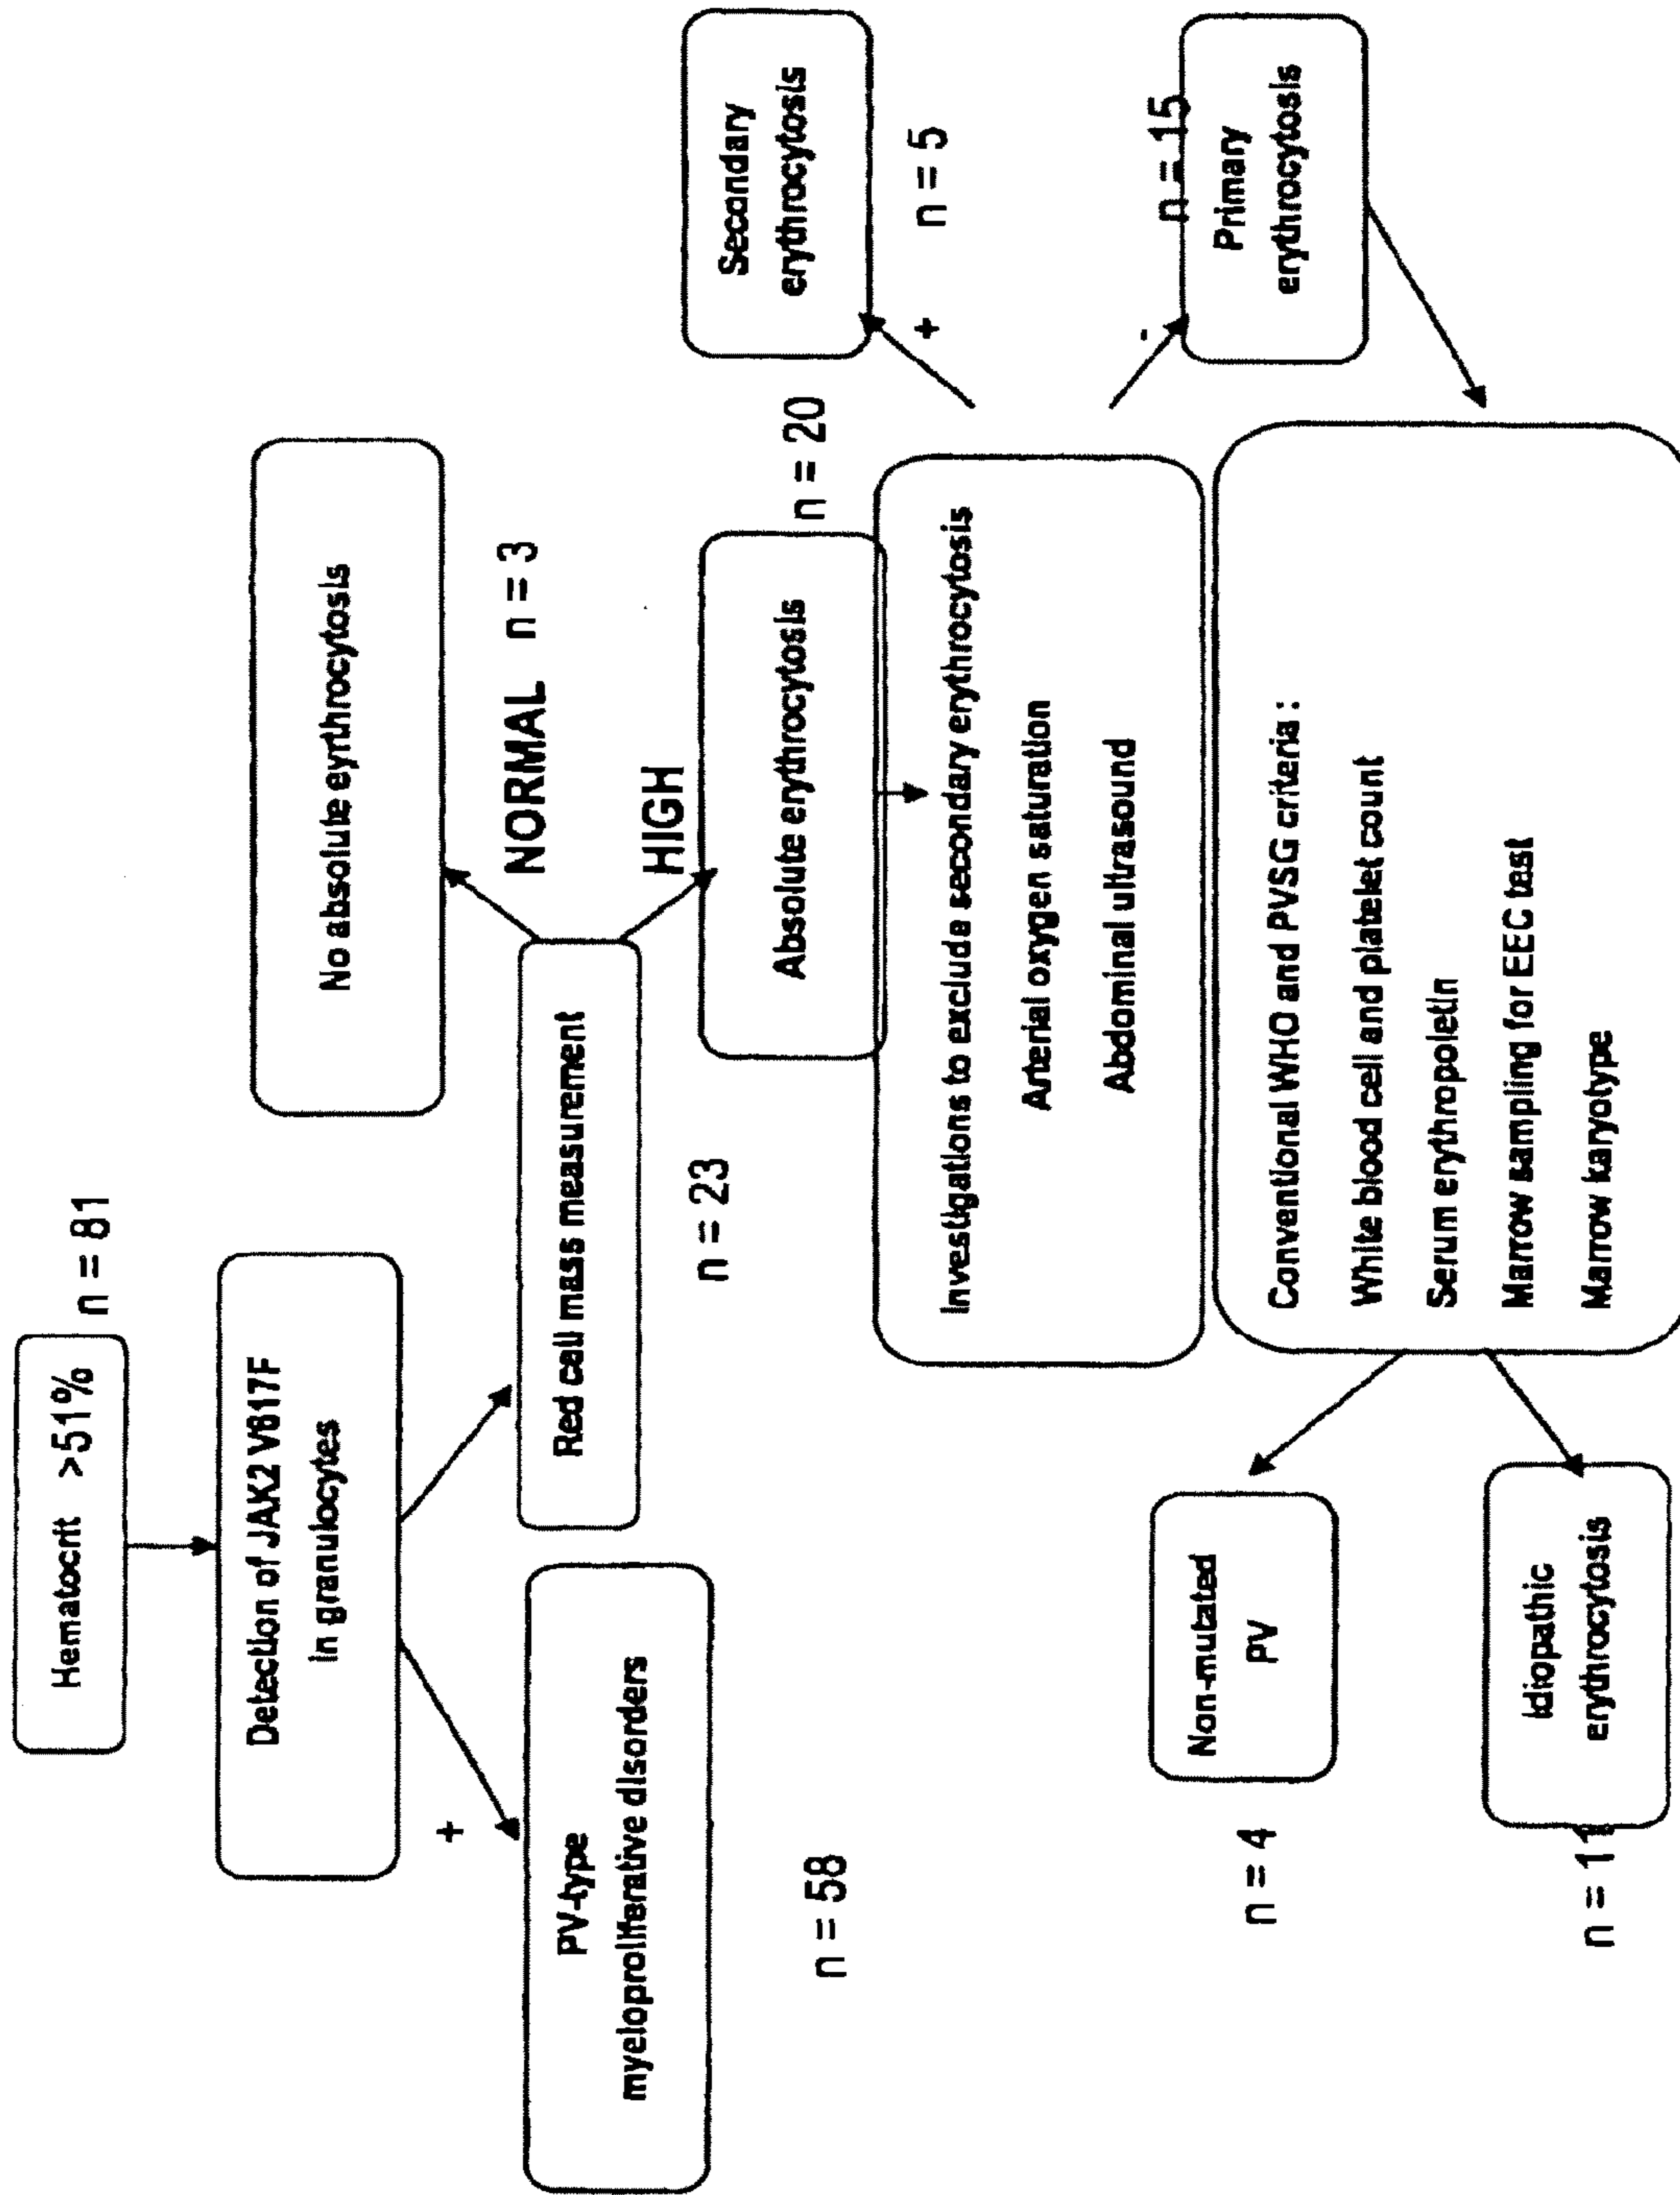 Hematocrit >51%
n = 81
Detection of JAK2 V617F
in granulocytes
+
PV-type
myeloproliferative disorders
n = 58
Red cell mass measurement
n = 23
No absolute eyrthrocytosis
NORMAL n = 3
HIGH
Absolute erythrocytosis
n = 20
Investigations to exclude secondary erythrocytosis
Arterial oxygen saturation
Abdominal ultrasound
+
Secondary
erythrocytosis
n = 5
-
n = 15
Primary
erythrocytosis
Conventional WHO and PVSG criteria :
White blood cell and platelet count
Serum erythropoletin
Marrow sampling for EEC test
Marrow karyotype
Non-mutated
PV
n = 4
Idiopathic
erythrocytosis
n = 11